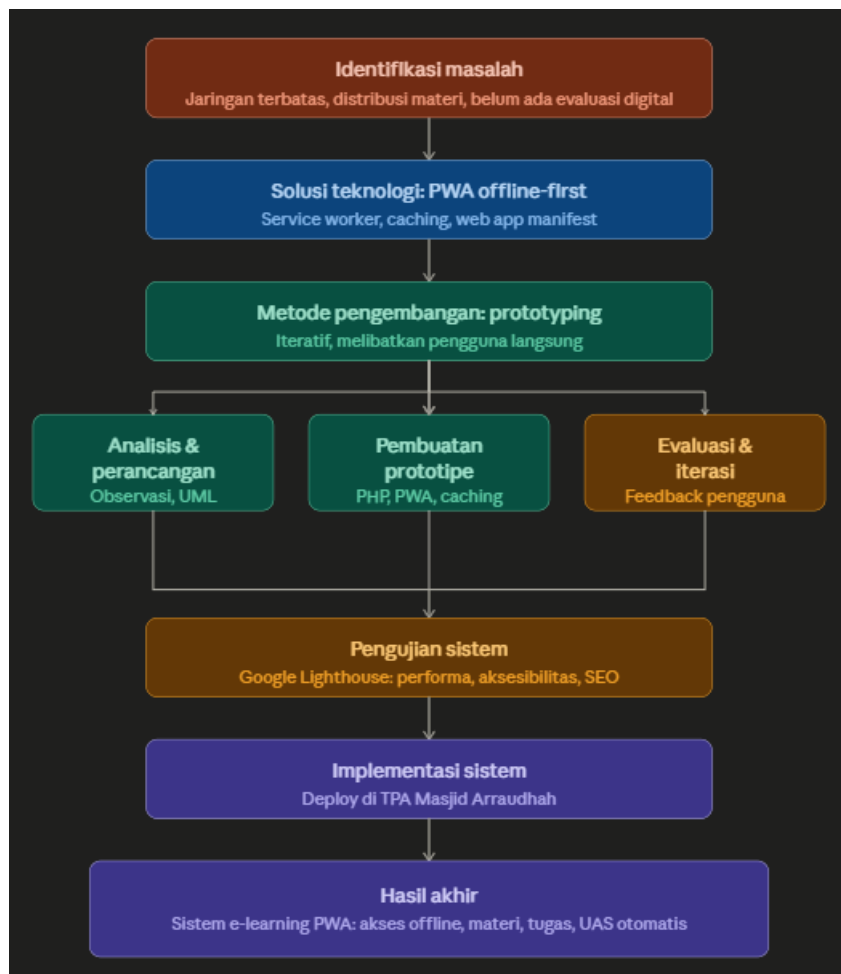 Identifikasi masalah
Jaringan terbatas, distribusi materi, belum ada evaluasi digital
Solusi teknologi: PWA offline-first
Service worker, caching, web app manifest
Metode pengembangan: prototyping
Iteratif, melibatkan pengguna langsung
Analisis &
perancangan
Observasi, UML
Pembuatan
prototipe
PHP, PWA, caching
Evaluasi &
iterasi
Feedback pengguna
Pengujian sistem
Google Lighthouse: performa, aksesibilitas, SEO
Implementasi sistem
Deploy di TPA Masjid Arraudhah
Hasil akhir
Sistem e-learning PWA: akses offline, materi, tugas, UAS otomatis